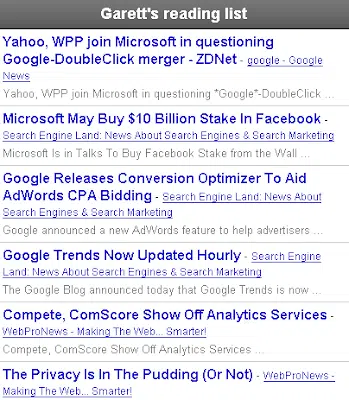 Garett's reading list
Yahoo, WPP join Microsoft in questioning
Google-DoubleClick merger - ZDNet - google - Google
News
Yahoo, WPP join Microsoft in questioning *Google*-DoubleClick ...
Microsoft May Buy $10 Billion Stake In Facebook -
Search Engine Land: News About Search Engines & Search Marketing
Microsoft Is in Talks To Buy Facebook Stake from the Wall ...
Google Releases Conversion Optimizer To Aid
AdWords CPA Bidding - Search Engine Land: News About
Search Engines & Search Marketing
Google announced a new AdWords feature to help advertisers ...
Google Trends Now Updated Hourly - Search Engine
Land: News About Search Engines & Search Marketing
The Google Blog announced today that Google Trends is now ...
Compete, ComScore Show Off Analytics Services -
WebProNews - Making The Web... Smarter!
Compete, ComScore Show Off Analytics Services ...
The Privacy Is In The Pudding (Or Not) - WebProNews -
Making The Web... Smarter!